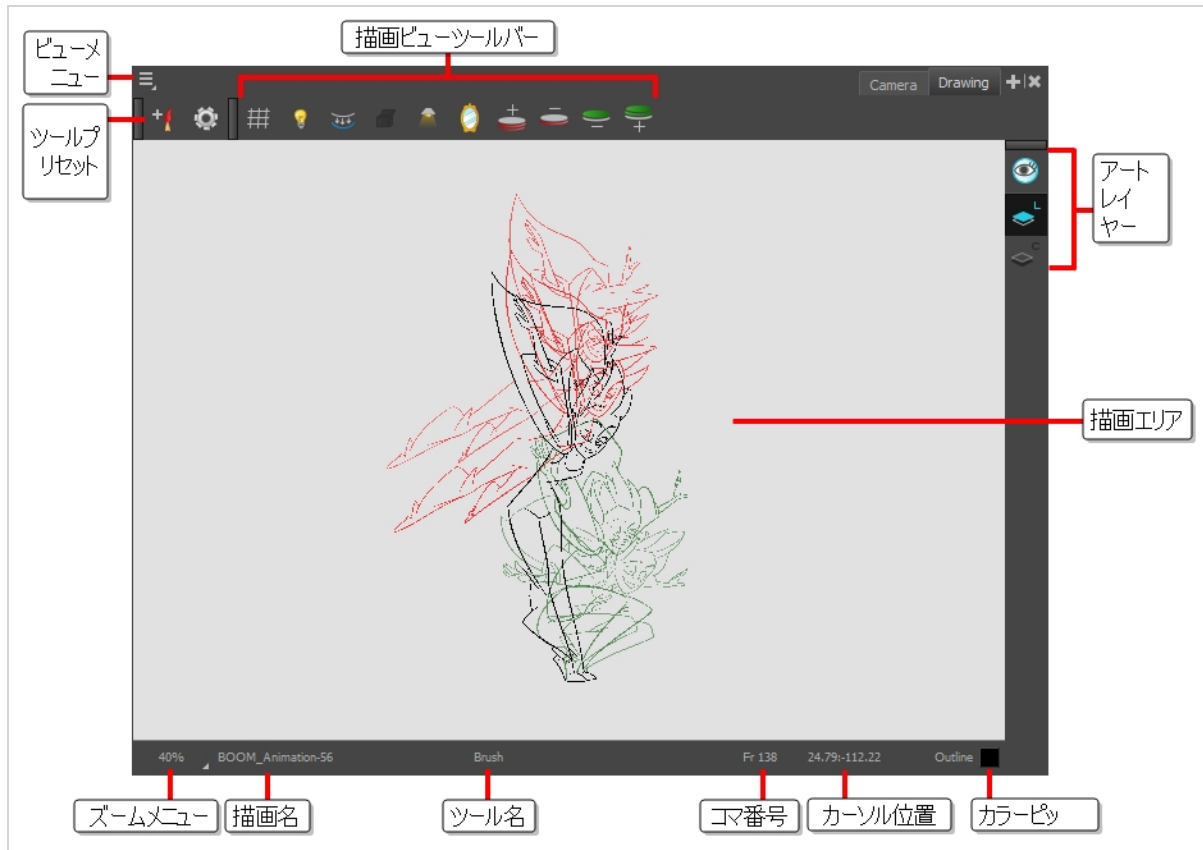 描画ビューツールバー
ビューメ
ニュー
Camera
Drawing
ツールプ
リセット
L
C
アート
レイ
ヤー
描画エリア
40%
BOOM_Animation-56
Brush
Fr 138
24.79:-112.22
Outline
ズームメニュー
描画名
ツール名
コマ番号
カーソル位置
カラーピッ